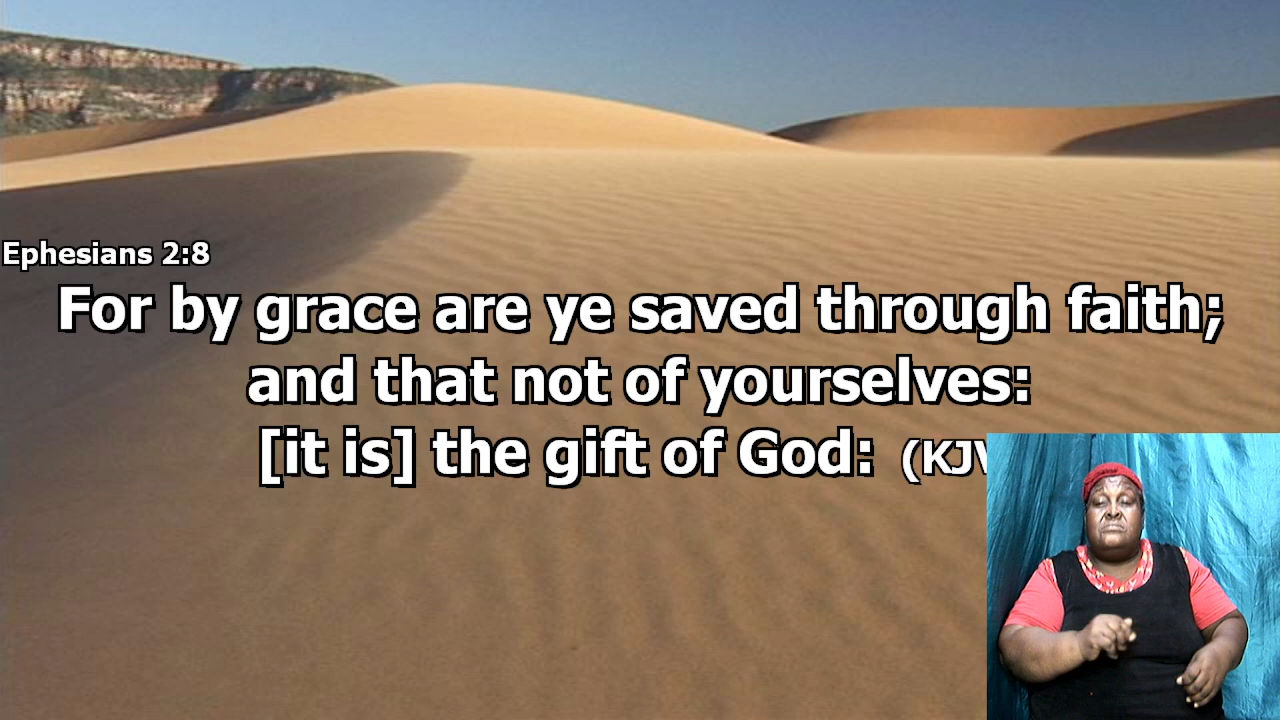 Ephesians 2:8
For by grace are ye saved through faith;
and that not of yourselves:
[it is] the gift of God: (KJV